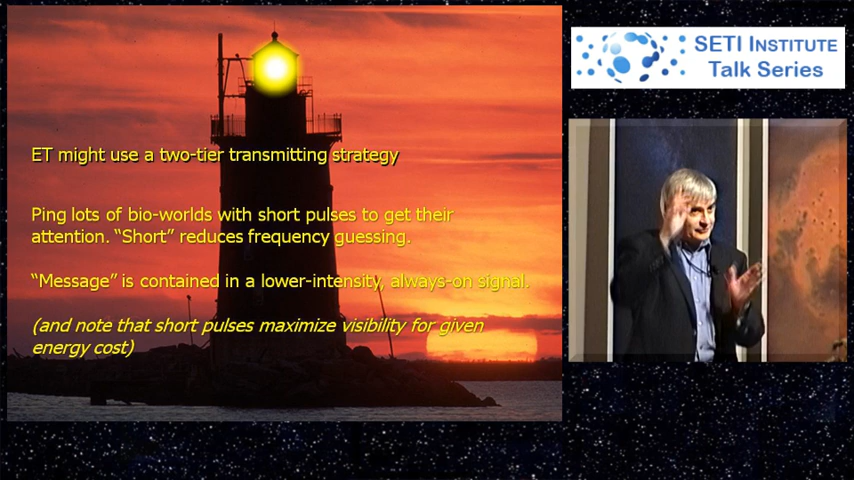 ET might use a two-tier transmitting strategy
Ping lots of bio-worlds with short pulses to get their
attention. “Short” reduces frequency guessing.
“Message” is contained in a lower-intensity, always-on signal.
(and note that short pulses maximize visibility for given
energy cost)
SETI INSTITUTE
Talk Series